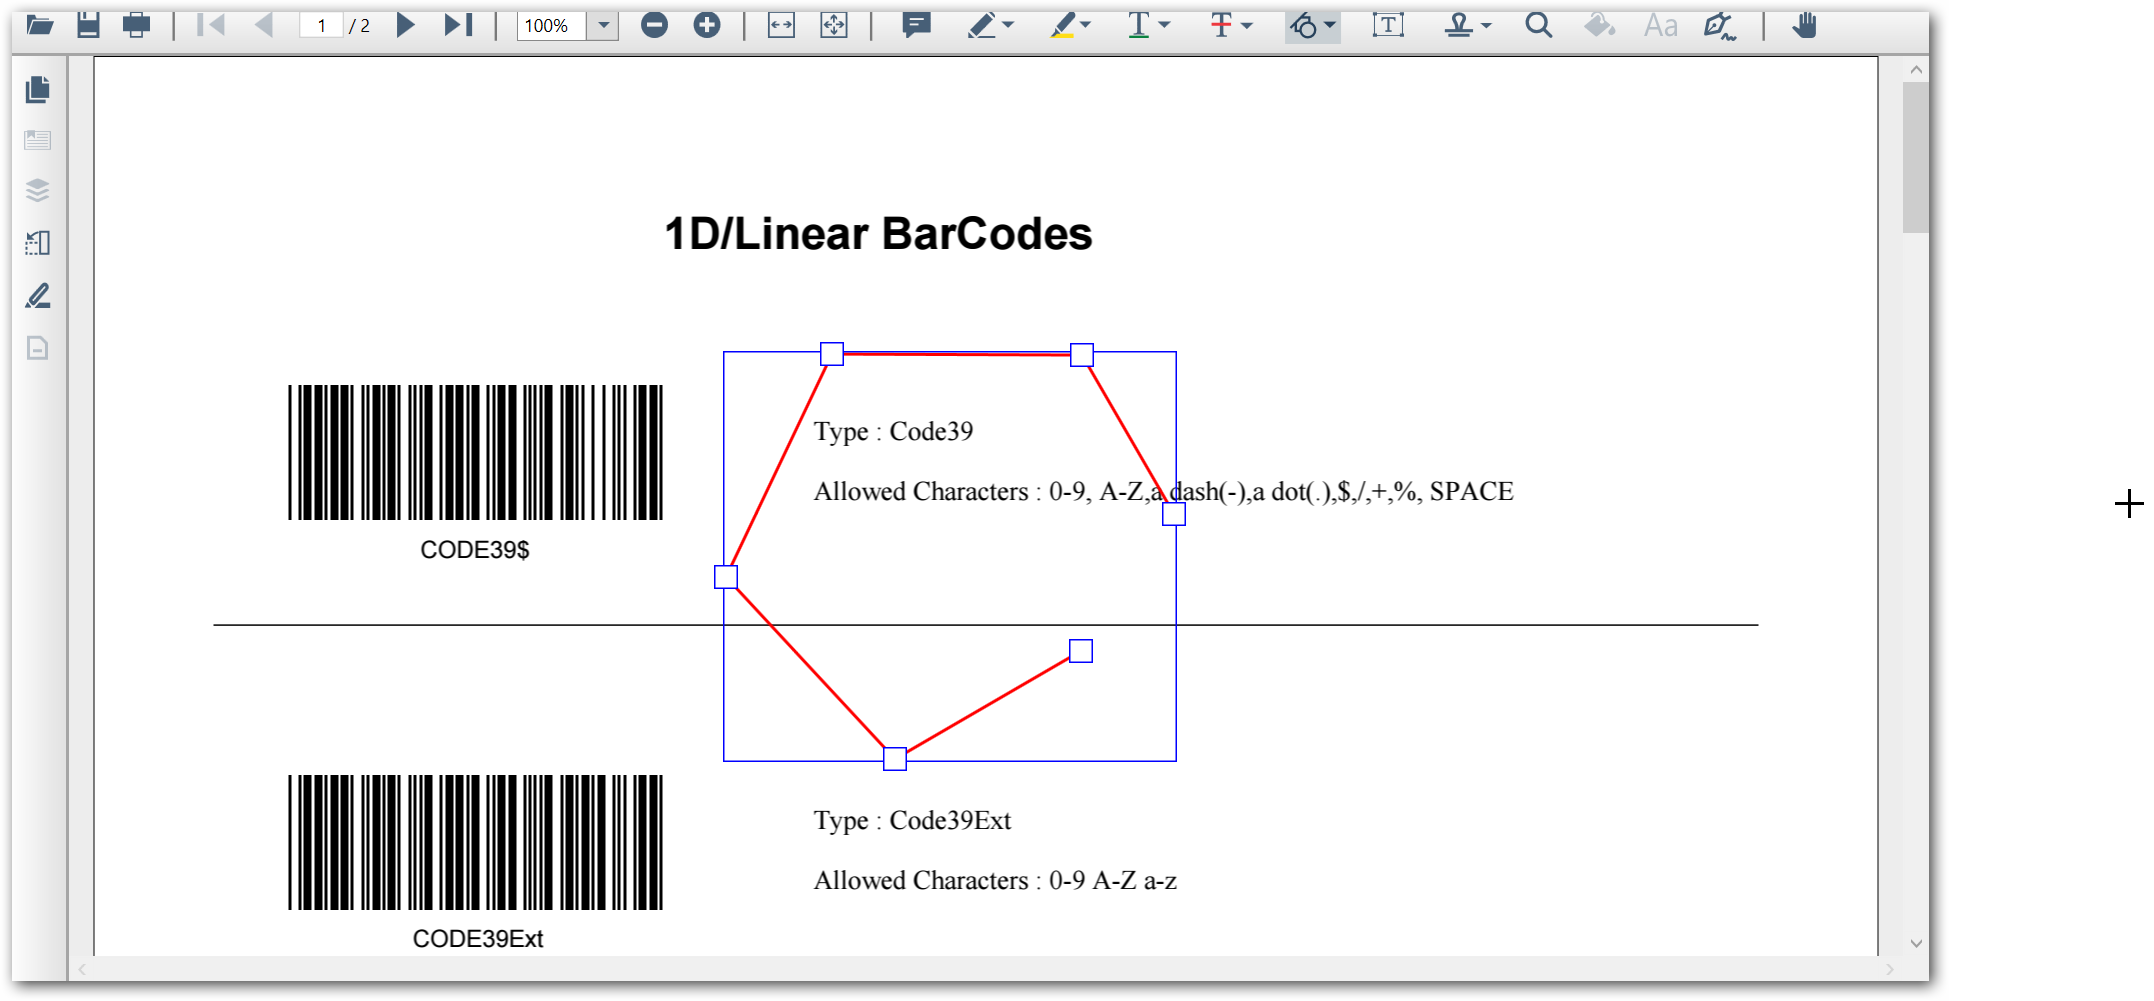 1 / 2 100% T T T Aa
1D/Linear BarCodes
Type : Code39
Allowed Characters : 0-9, A-Z,a dash(-),a dot(.),$,/,+,%, SPACE
CODE39$
Type : Code39Ext
Allowed Characters : 0-9 A-Z a-z
CODE39Ext